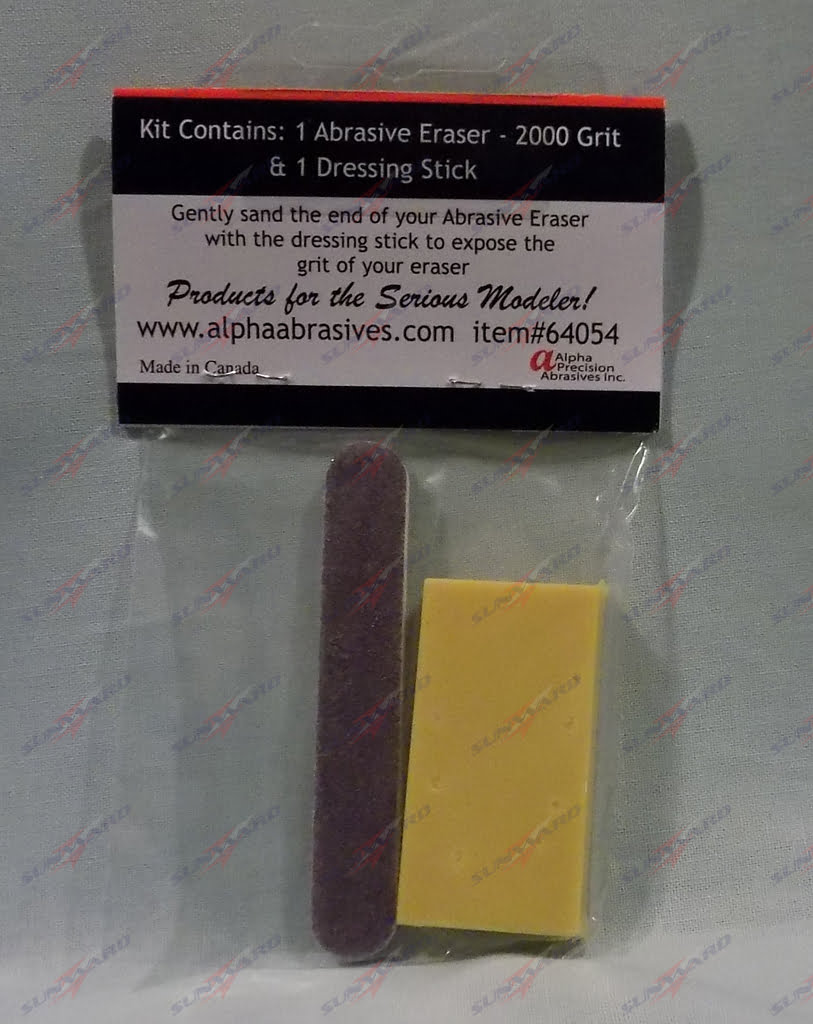 Kit Contains: 1 Abrasive Eraser - 2000 Grit
& 1 Dressing Stick
Gently sand the end of your Abrasive Eraser
with the dressing stick to expose the
grit of your eraser
Products for the Serious Modeler!
www.alphaabrasives.com item#64054
Made in Canada
a Alpha
Precision
Abrasives Inc.
SUNWARD